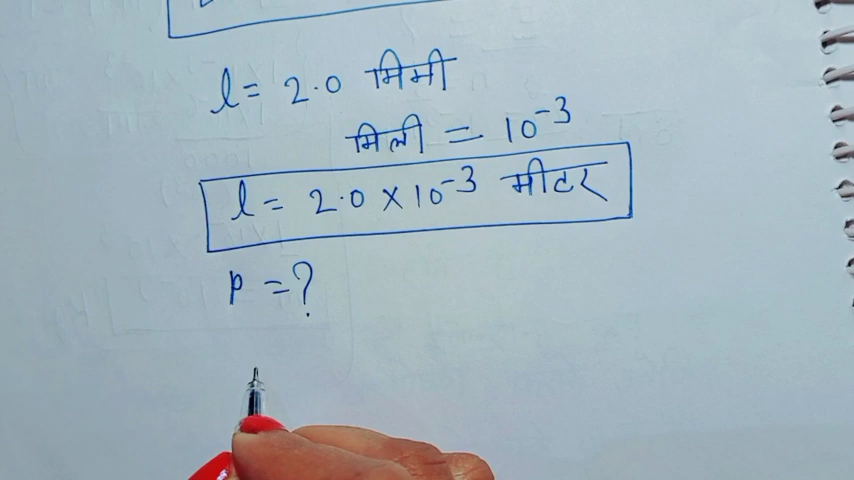 l = 2.0 मिमी
मिली = 10⁻³
l = 2.0 × 10⁻³ मीटर
p = ?